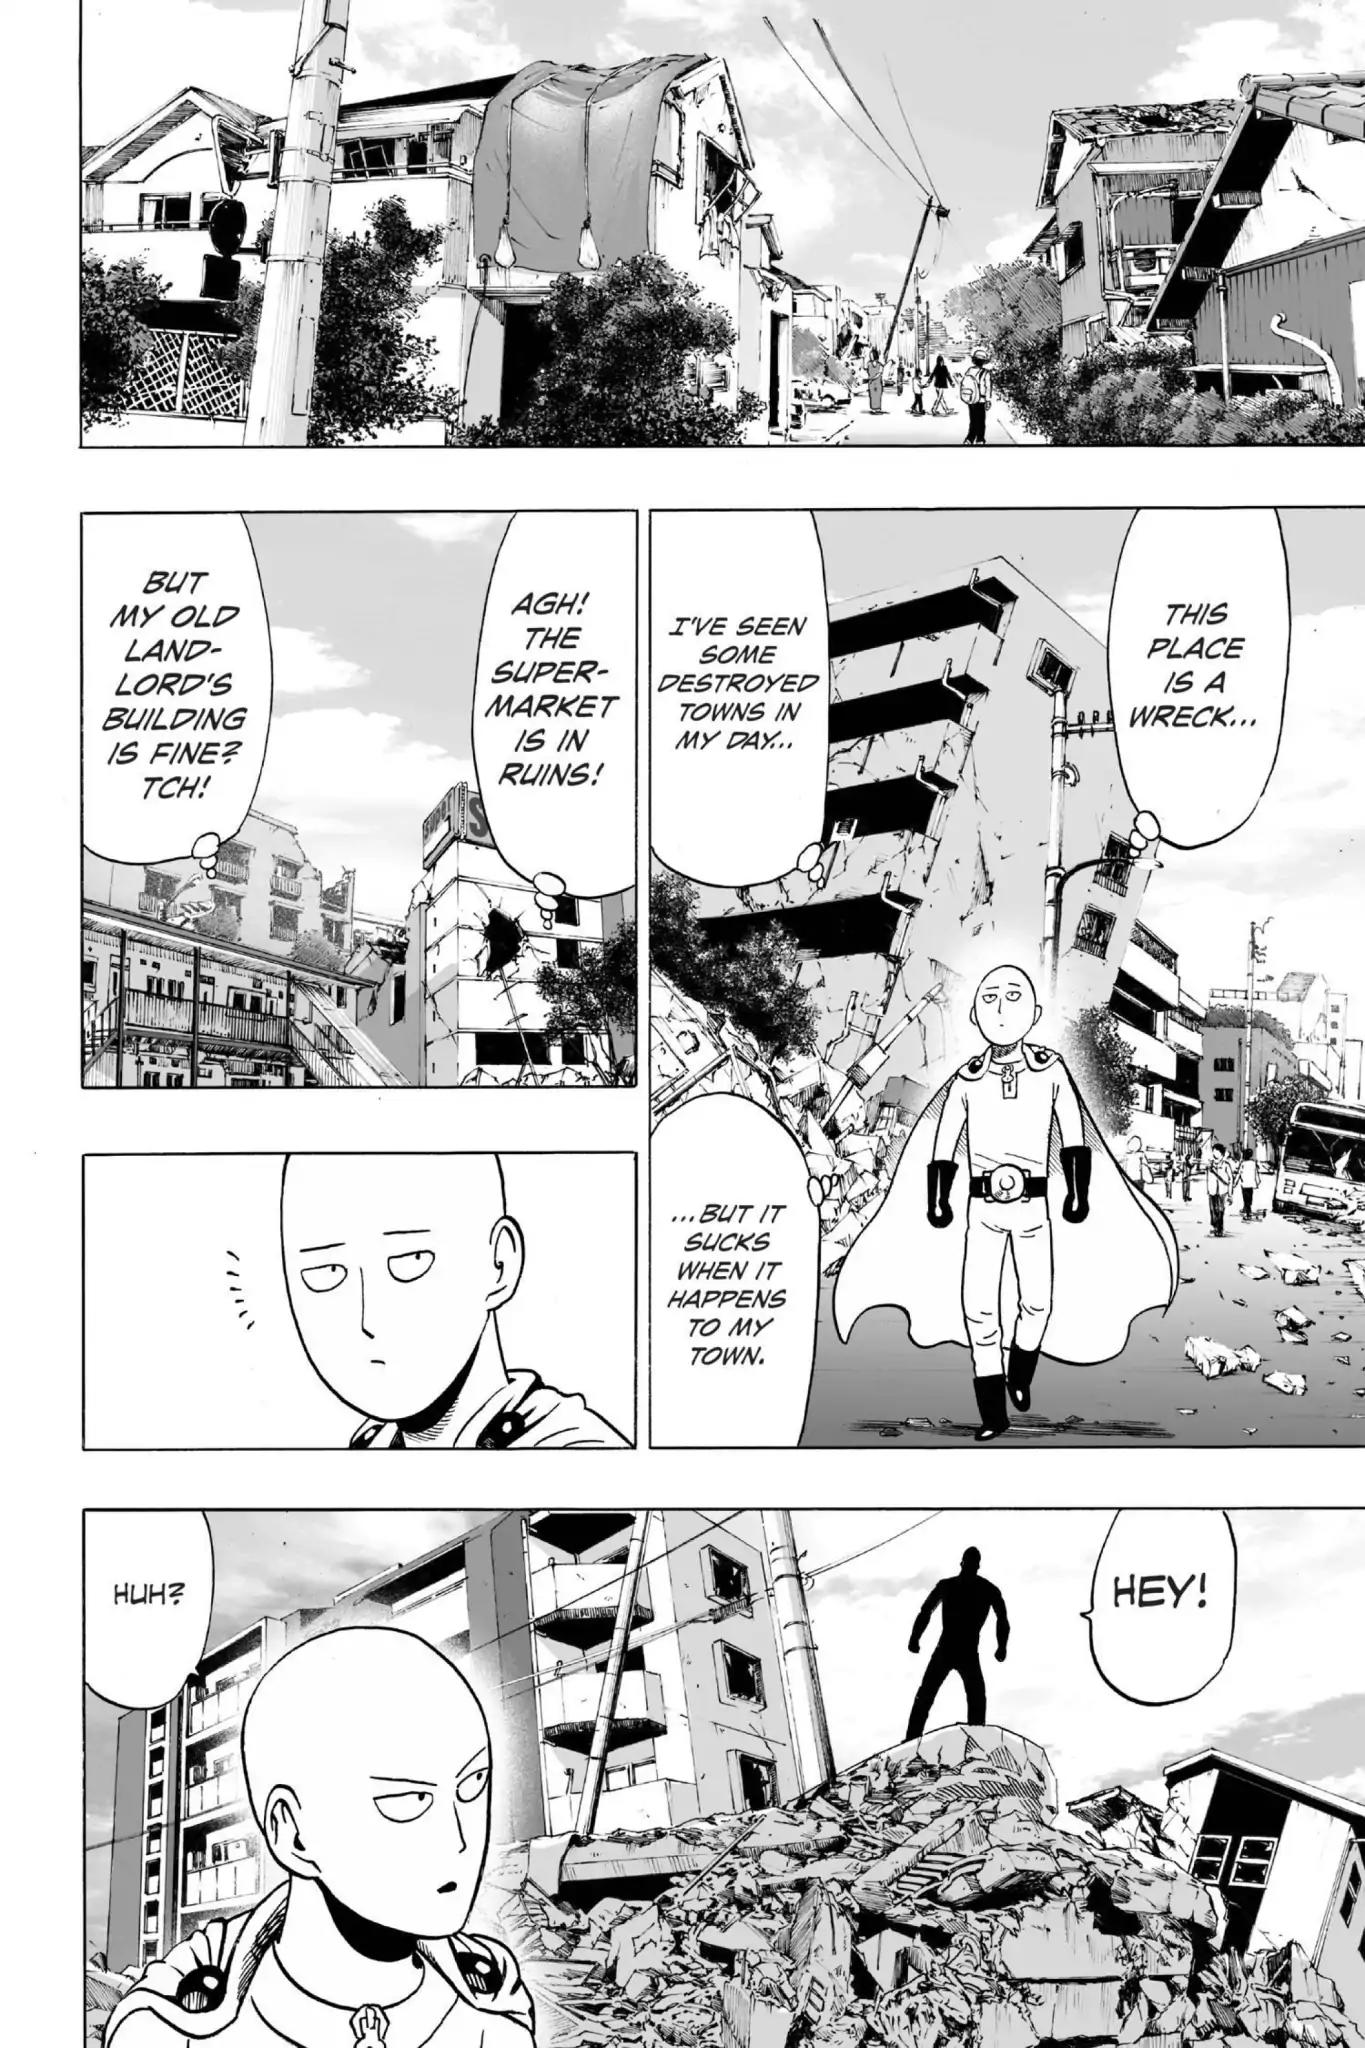 THIS
PLACE
IS A
WRECK...
I'VE SEEN
SOME
DESTROYED
TOWNS IN
MY DAY...
...BUT IT
SUCKS
WHEN IT
HAPPENS
TO MY
TOWN.
AGH!
THE
SUPER-
MARKET
IS IN
RUINS!
BUT
MY OLD
LAND-
LORD'S
BUILDING
IS FINE?
TCH!
HEY!
HUH?